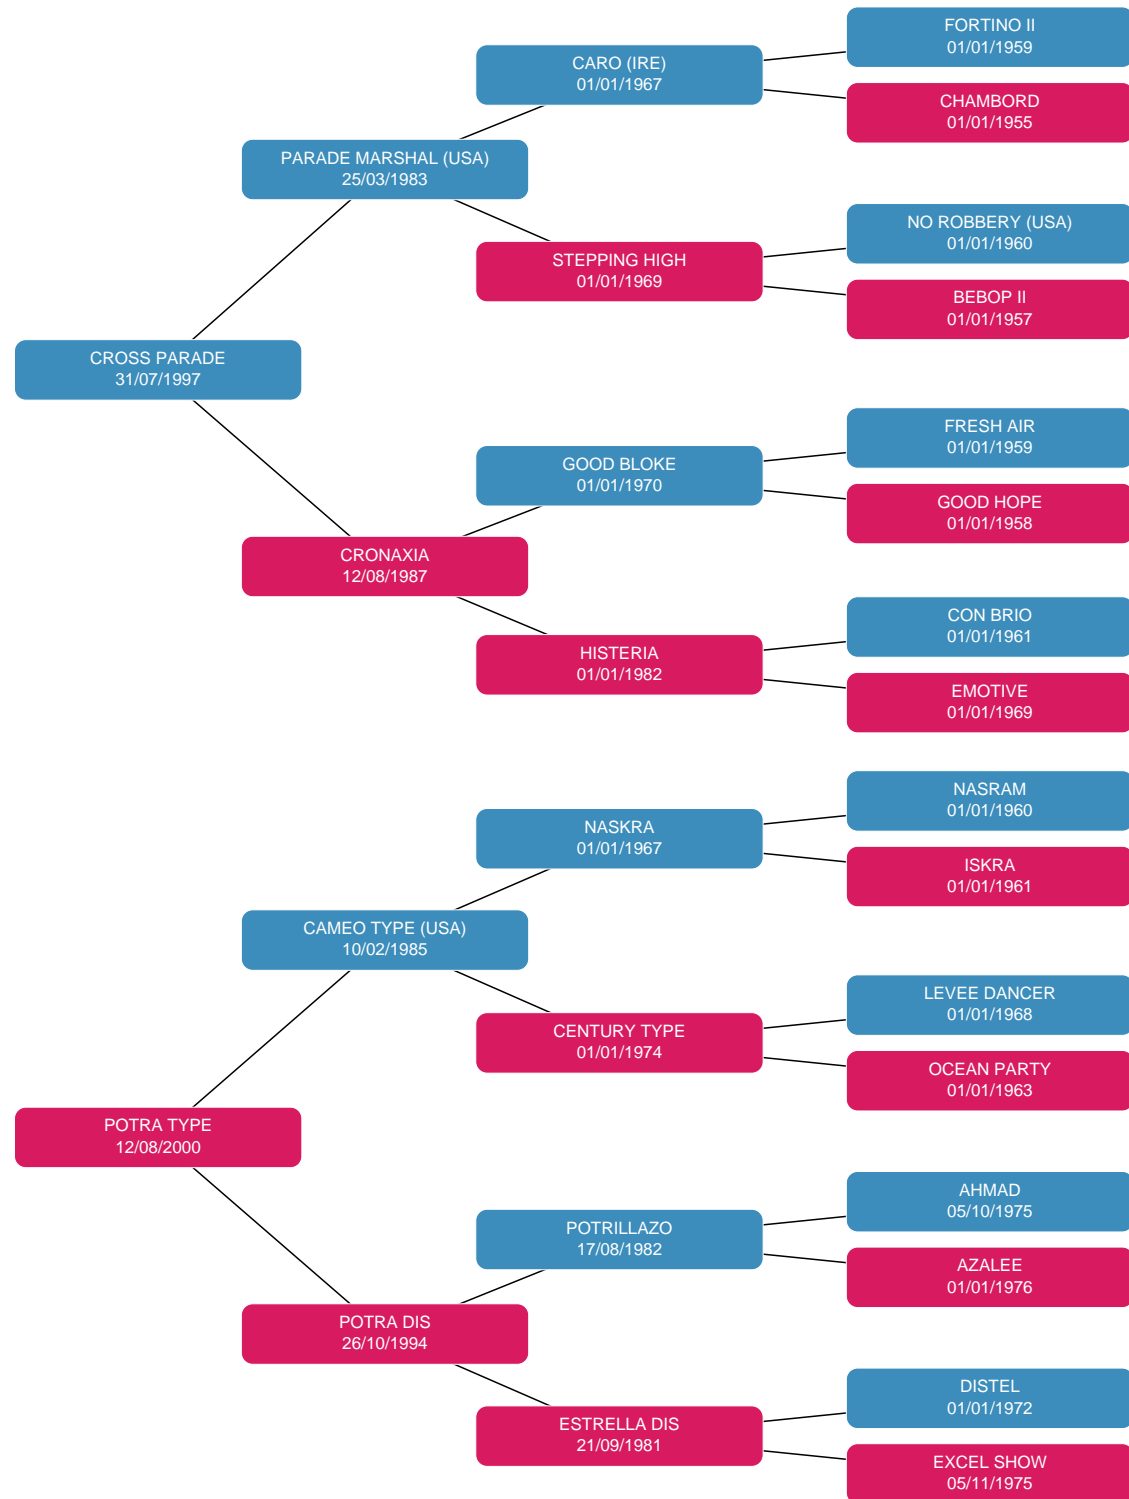 FORTINO II
01/01/1959
CARO (IRE)
01/01/1967
CHAMBORD
01/01/1955
PARADE MARSHAL (USA)
25/03/1983
NO ROBBERY (USA)
01/01/1960
STEPPING HIGH
01/01/1969
BEBOP II
01/01/1957
CROSS PARADE
31/07/1997
FRESH AIR
01/01/1959
GOOD BLOKE
01/01/1970
GOOD HOPE
01/01/1958
CRONAXIA
12/08/1987
CON BRIO
01/01/1961
HISTERIA
01/01/1982
EMOTIVE
01/01/1969
NASRAM
01/01/1960
NASKRA
01/01/1967
ISKRA
01/01/1961
CAMEO TYPE (USA)
10/02/1985
LEVEE DANCER
01/01/1968
CENTURY TYPE
01/01/1974
OCEAN PARTY
01/01/1963
POTRA TYPE
12/08/2000
AHMAD
05/10/1975
POTRILLAZO
17/08/1982
AZALEE
01/01/1976
POTRA DIS
26/10/1994
DISTEL
01/01/1972
ESTRELLA DIS
21/09/1981
EXCEL SHOW
05/11/1975